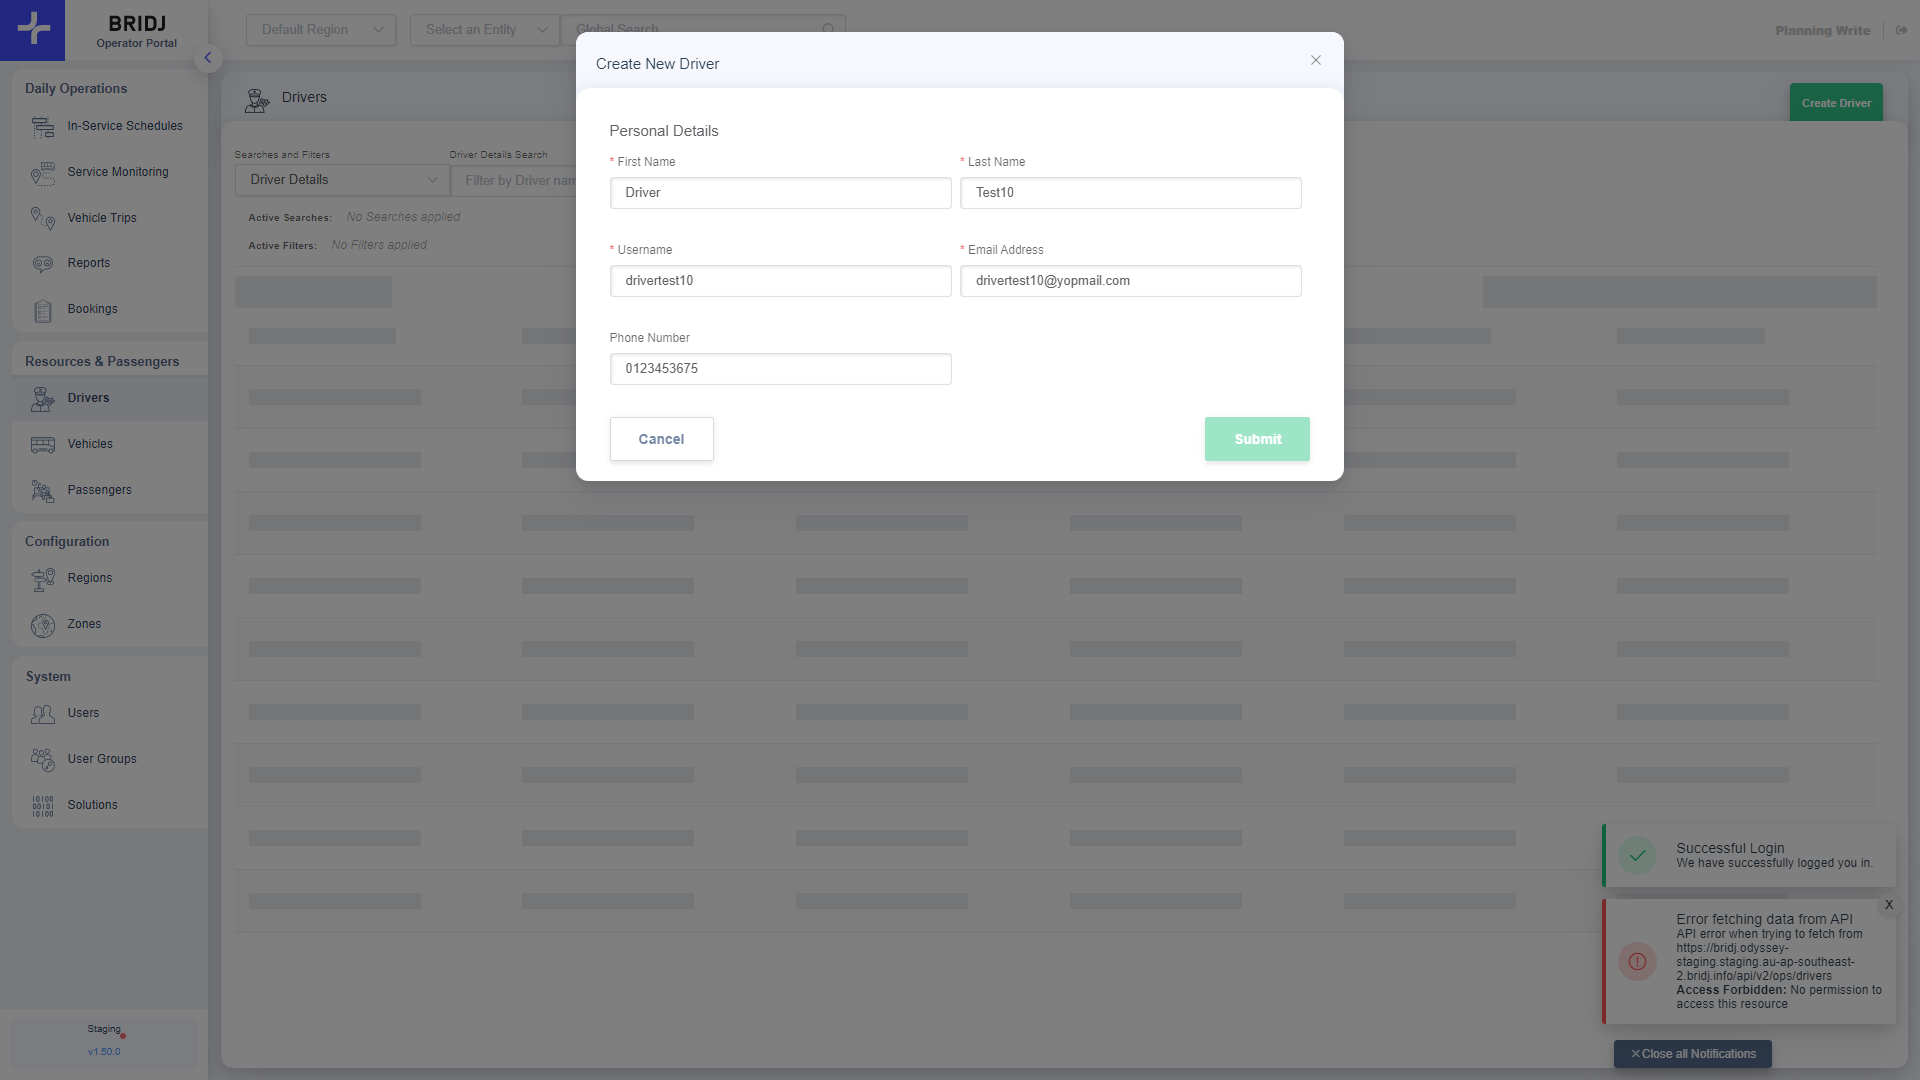 BRIDJ
Operator Portal
Default Region
Select an Entity
Global Search
Planning Write
Daily Operations
In-Service Schedules
Service Monitoring
Vehicle Trips
Reports
Bookings
Resources & Passengers
Drivers
Vehicles
Passengers
Configuration
Regions
Zones
System
Users
User Groups
Solutions
Staging
v1.50.0
Drivers
Create Driver
Searches and Filters
Driver Details Search
Driver Details
Filter by Driver nam
Active Searches: No Searches applied
Active Filters: No Filters applied
Create New Driver
Personal Details
* First Name
* Last Name
Driver
Test10
* Username
* Email Address
drivertest10
drivertest10@yopmail.com
Phone Number
0123453675
Cancel
Submit
Successful Login
We have successfully logged you in.
X
Error fetching data from API
API error when trying to fetch from
https://bridj.odyssey-
staging.staging.au-ap-southeast-
2.bridj.info/api/v2/ops/drivers
Access Forbidden: No permission to
access this resource
Close all Notifications